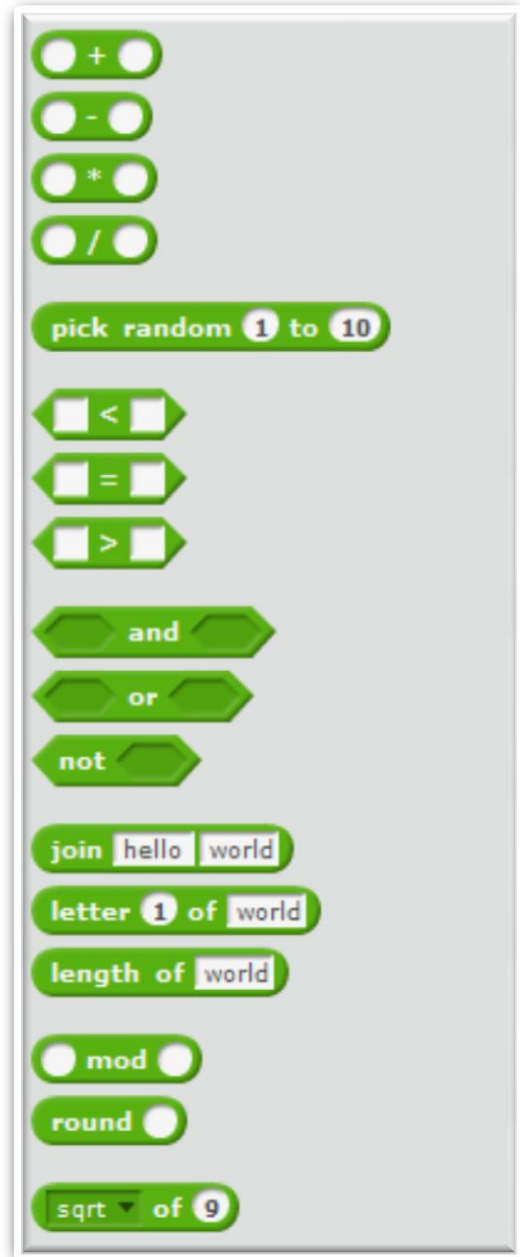 +
-
*
/
pick random 1 to 10
<
=
>
and
or
not
join hello world
letter 1 of world
length of world
mod
round
sqrt of 9